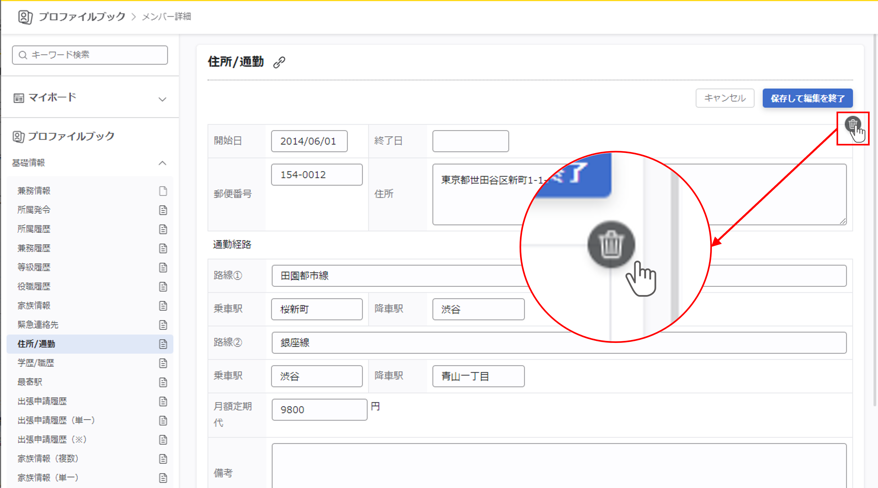 プロファイルブック > メンバー詳細
キーワード検索
マイボード
プロファイルブック
基礎情報
兼務情報
所属発令
所属履歴
兼務履歴
等級履歴
役職履歴
家族情報
緊急連絡先
住所/通勤
学歴/職歴
最寄駅
出張申請履歴
出張申請履歴（単一）
出張申請履歴（※）
家族情報（複数）
家族情報（単一）
住所/通勤
キャンセル 保存して編集を終了
開始日 2014/06/01 終了日
郵便番号 154-0012 住所 東京都世田谷区新町1-1-
終了
通勤経路
路線① 田園都市線
乗車駅 桜新町 降車駅 渋谷
路線② 銀座線
乗車駅 渋谷 降車駅 青山一丁目
月額定期代 9800 円
備考